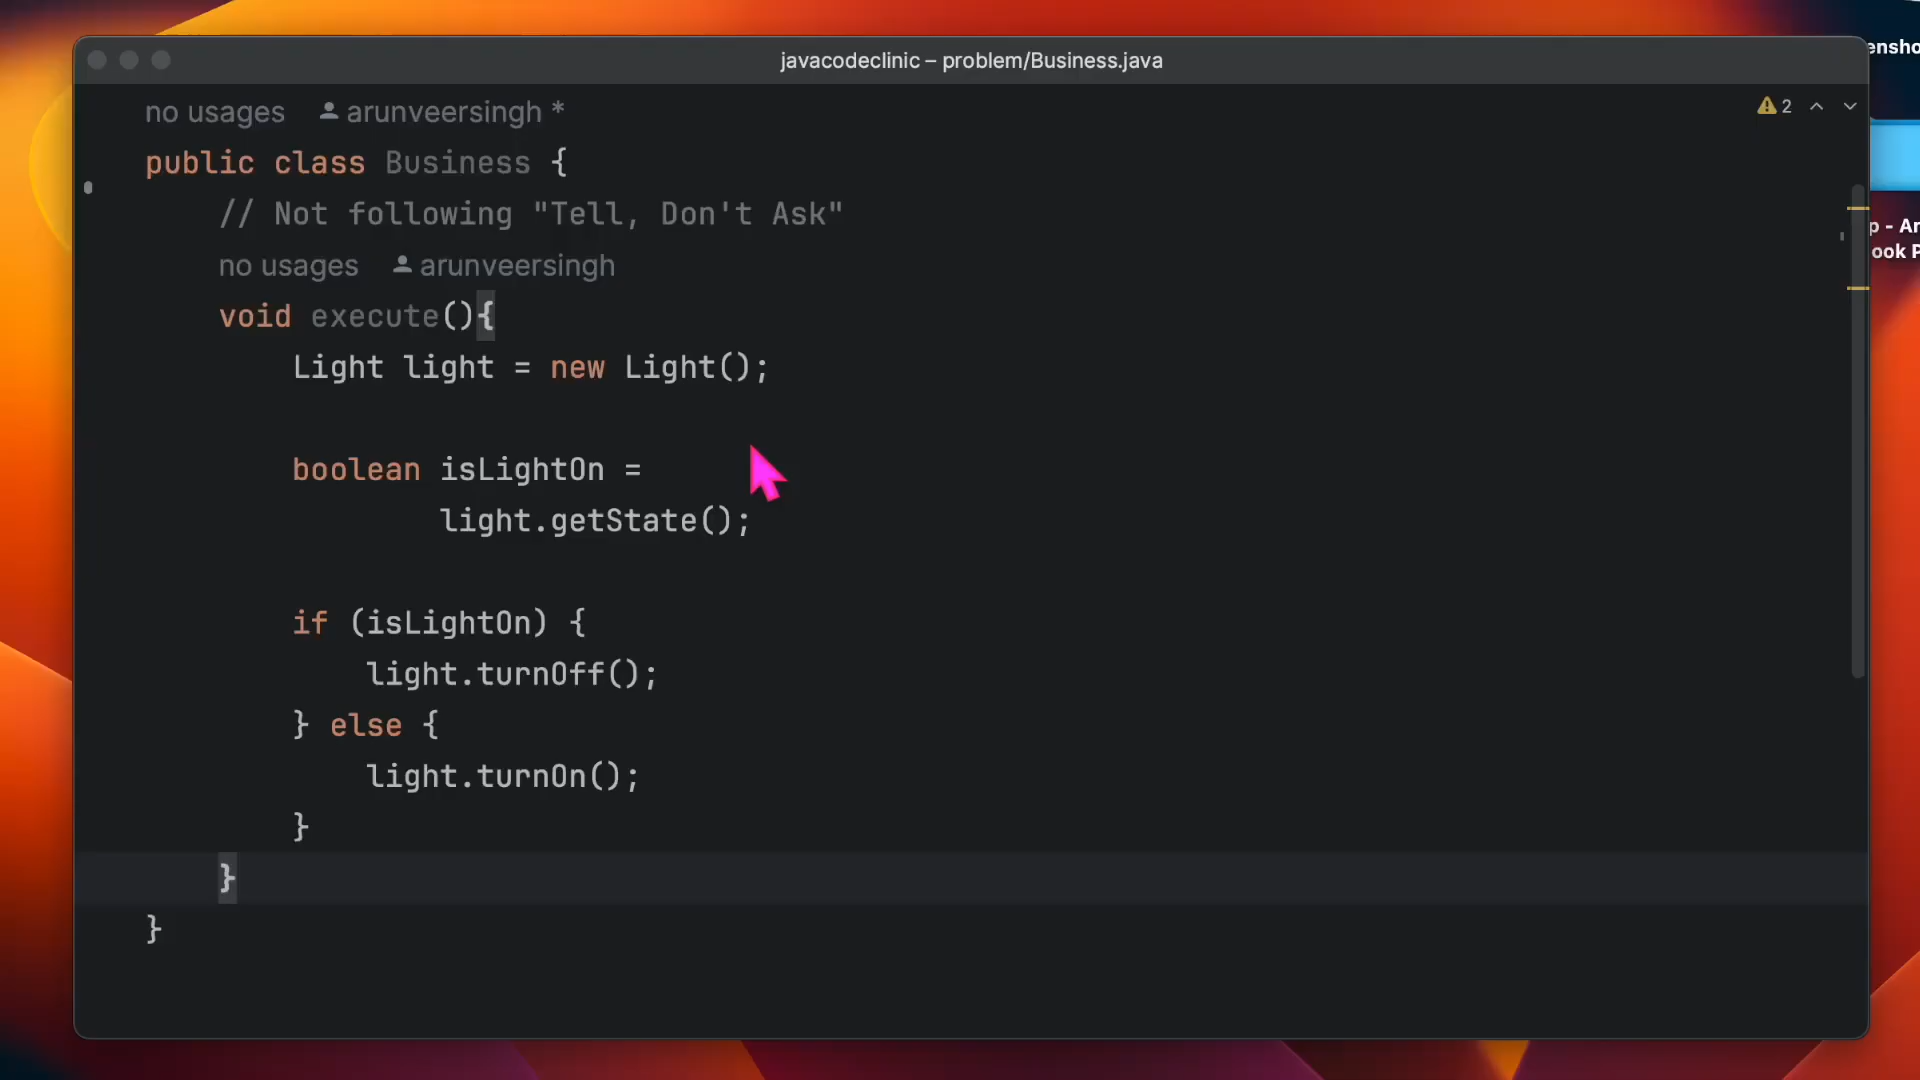 javacodeclinic – problem/Business.java
no usages arunveersingh *
2
public class Business {
// Not following "Tell, Don't Ask"
no usages arunveersingh
void execute(){
Light light = new Light();
boolean isLightOn =
light.getState();
if (isLightOn) {
light.turnOff();
} else {
light.turnOn();
}
}
}